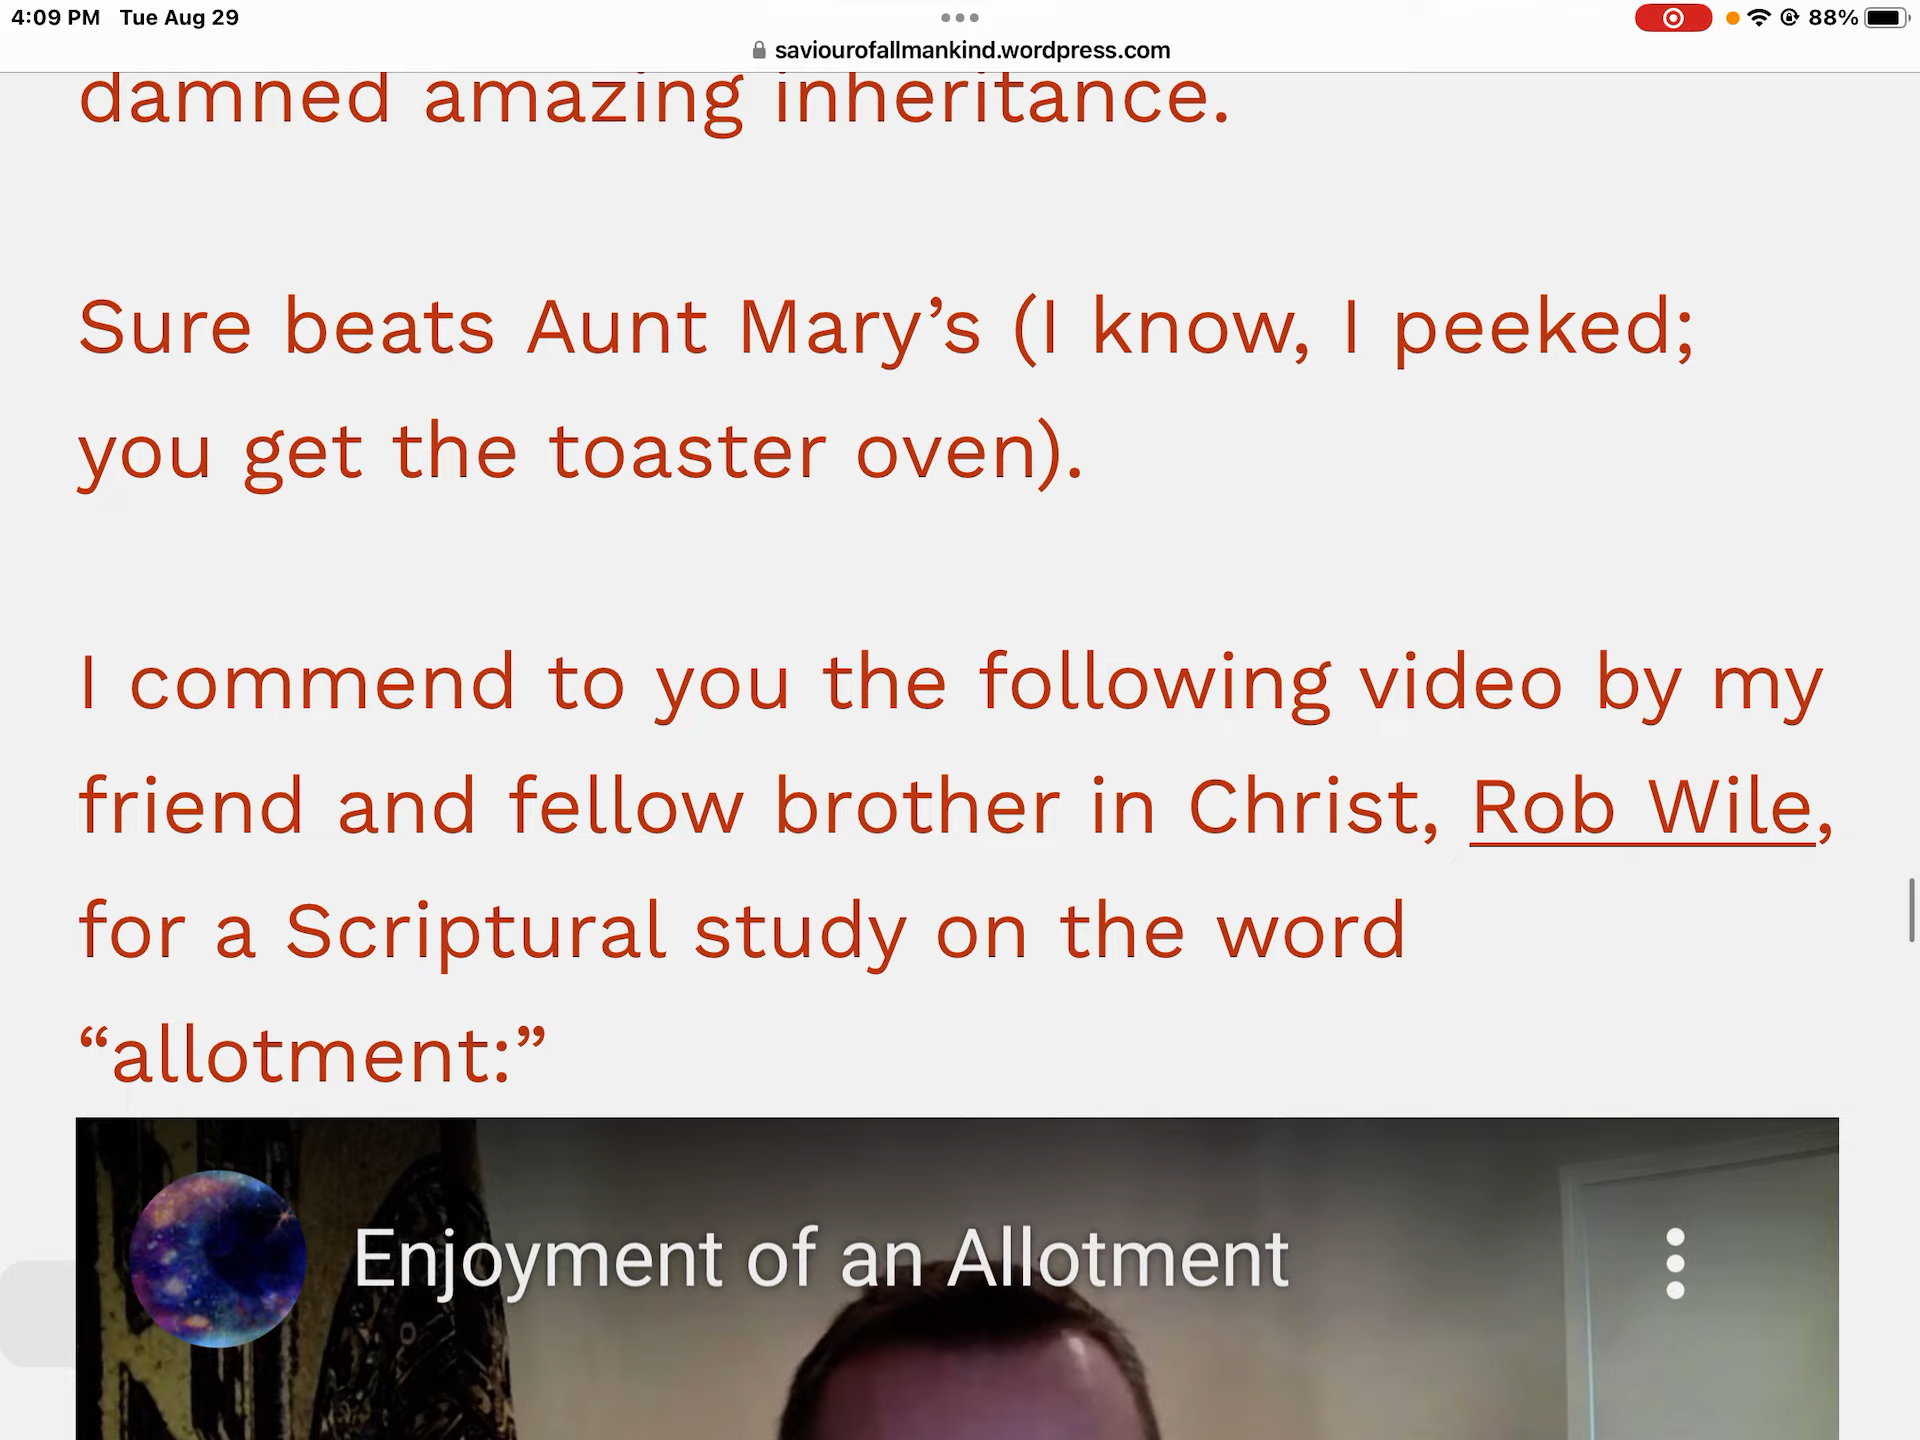 4:09 PM Tue Aug 29
88%
saviourofallmankind.wordpress.com
damned amazing inheritance.
Sure beats Aunt Mary’s (I know, I peeked;
you get the toaster oven).
I commend to you the following video by my
friend and fellow brother in Christ, Rob Wile,
for a Scriptural study on the word
“allotment:”
Enjoyment of an Allotment